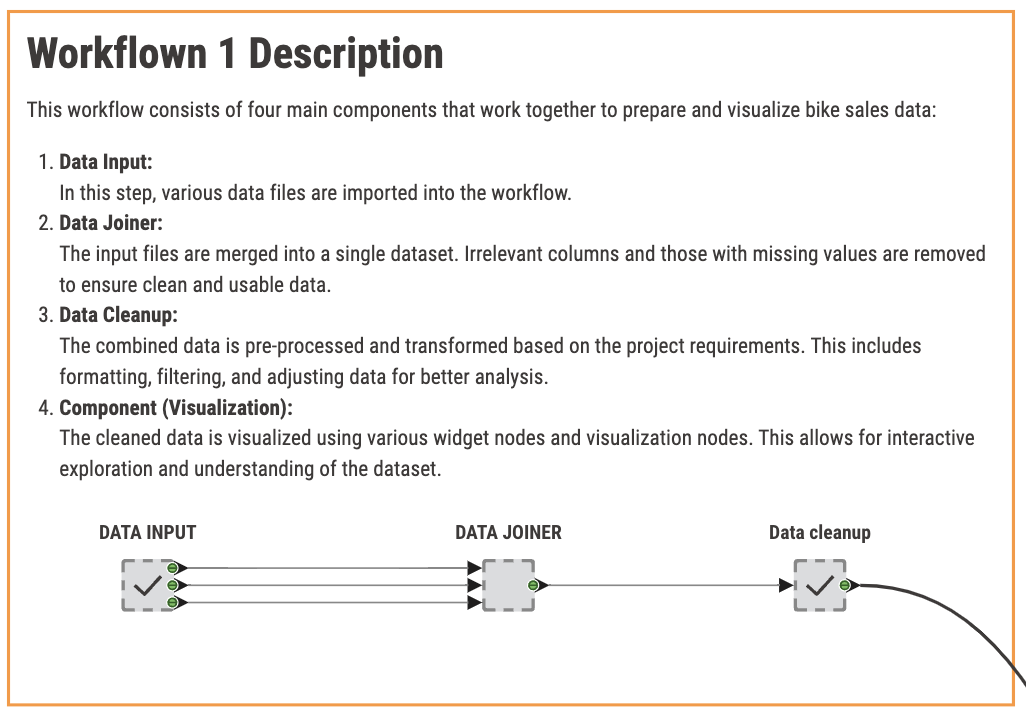 Workflown 1 Description
This workflow consists of four main components that work together to prepare and visualize bike sales data:
1. Data Input:
In this step, various data files are imported into the workflow.
2. Data Joiner:
The input files are merged into a single dataset. Irrelevant columns and those with missing values are removed
to ensure clean and usable data.
3. Data Cleanup:
The combined data is pre-processed and transformed based on the project requirements. This includes
formatting, filtering, and adjusting data for better analysis.
4. Component (Visualization):
The cleaned data is visualized using various widget nodes and visualization nodes. This allows for interactive
exploration and understanding of the dataset.
DATA INPUT
DATA JOINER
Data cleanup